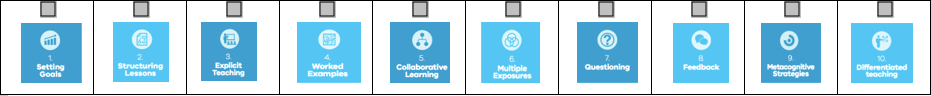 1.
Setting
Goals
2.
Structuring
Lessons
3.
Explicit
Teaching
4.
Worked
Examples
5.
Collaborative
Learning
6.
Multiple
Exposures
7.
Questioning
8.
Feedback
9.
Metacognitive
Strategies
10.
Differentiated
teaching